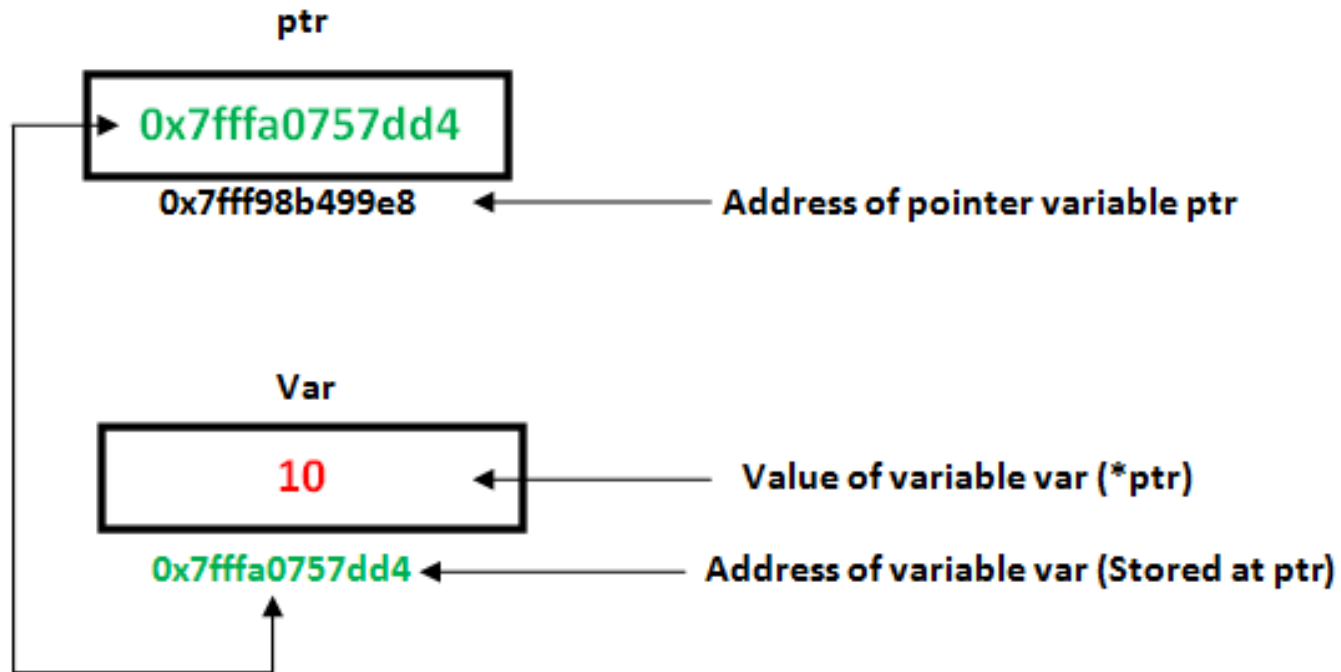 ptr
0x7fffa0757dd4
0x7fff98b499e8
Address of pointer variable ptr
Var
10
Value of variable var (*ptr)
0x7fffa0757dd4
Address of variable var (Stored at ptr)